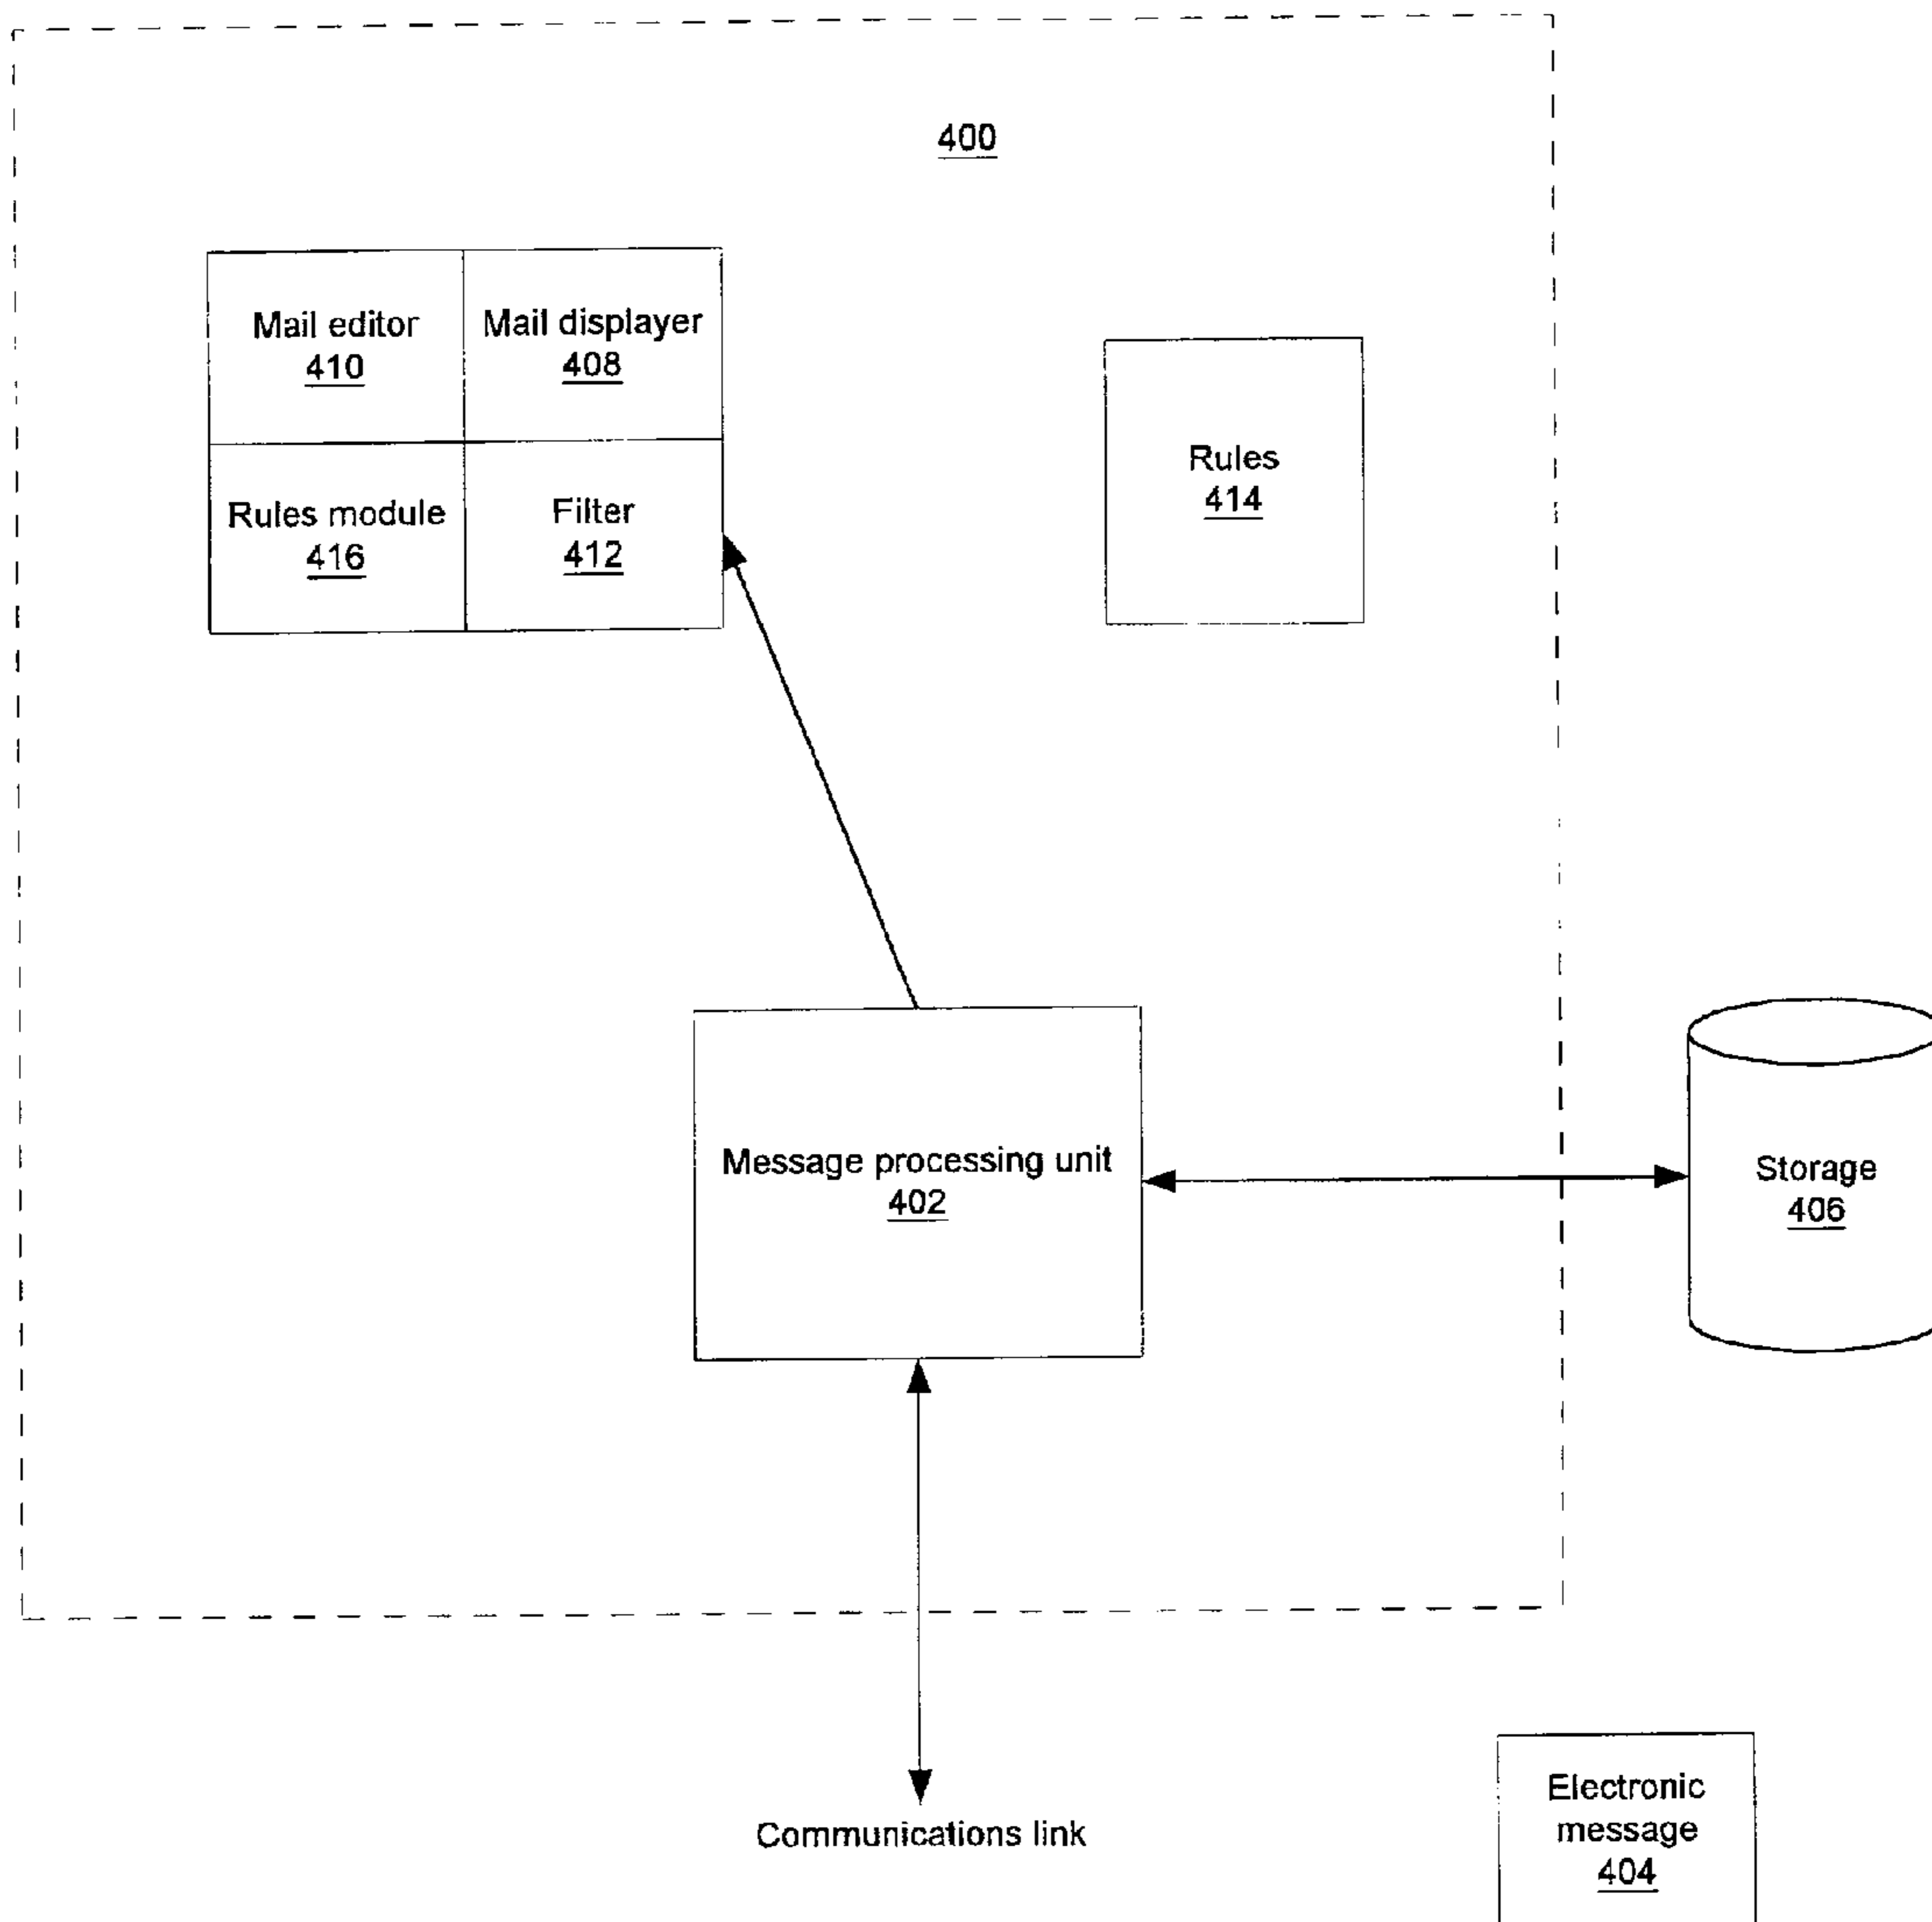 400
Mail editor
410
Mail displayer
408
Rules module
416
Filter
412
Rules
414
Message processing unit
402
Storage
406
Communications link
Electronic
message
404